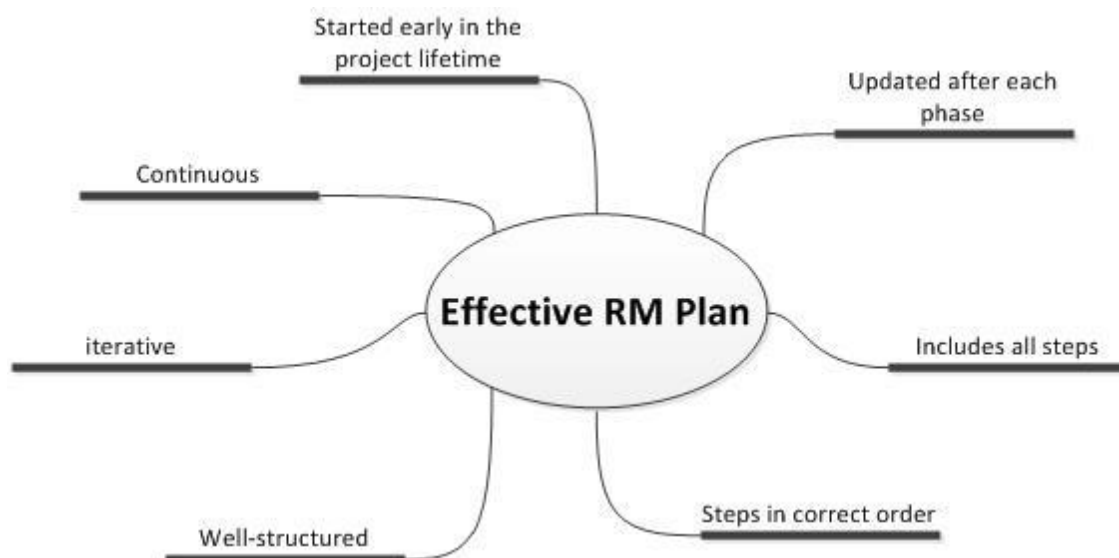 Started early in the
project lifetime
Updated after each
phase
Continuous
Effective RM Plan
iterative
Includes all steps
Steps in correct order
Well-structured